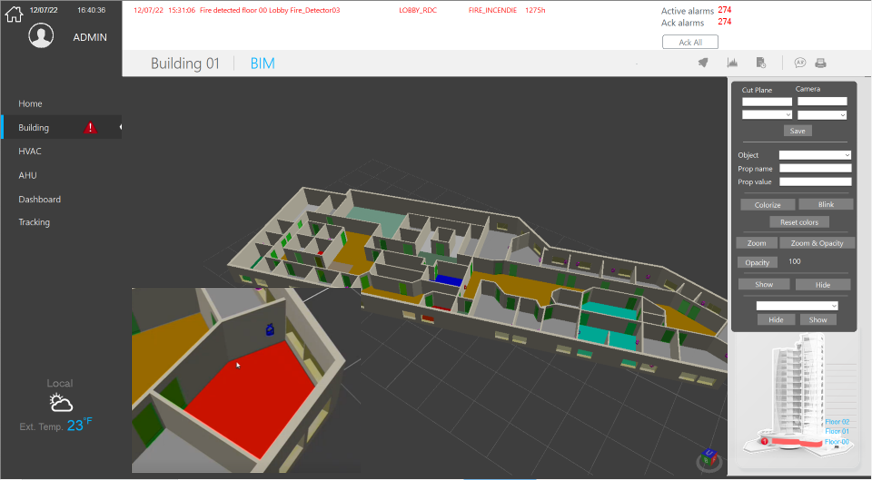 12/07/22 16:40:36
ADMIN
12/07/22 15:31:06 Fire detected floor 00 Lobby Fire_Detector03 LOBBY_RDC FIRE_INCENDIE 1275h
Active alarms 274
Ack alarms 274
Ack All
Building 01 BIM
Home
Building
HVAC
AHU
Dashboard
Tracking
Local
Ext. Temp. 23°F
Cut Plane Camera
Save
Object
Prop name
Prop value
Colorize Blink
Reset colors
Zoom Zoom & Opacity
Opacity 100
Show Hide
Hide Show
Floor 02
Floor 01
Floor 00